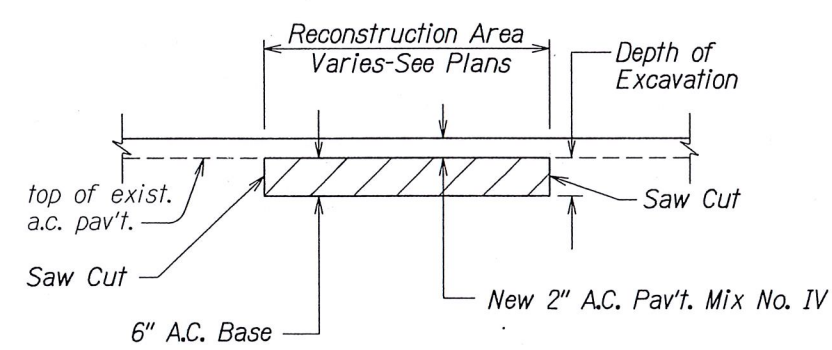 Reconstruction Area
Varies-See Plans
Depth of
Excavation
top of exist.
a.c. pav't.
Saw Cut
Saw Cut
New 2" A.C. Pav't. Mix No. IV
6" A.C. Base